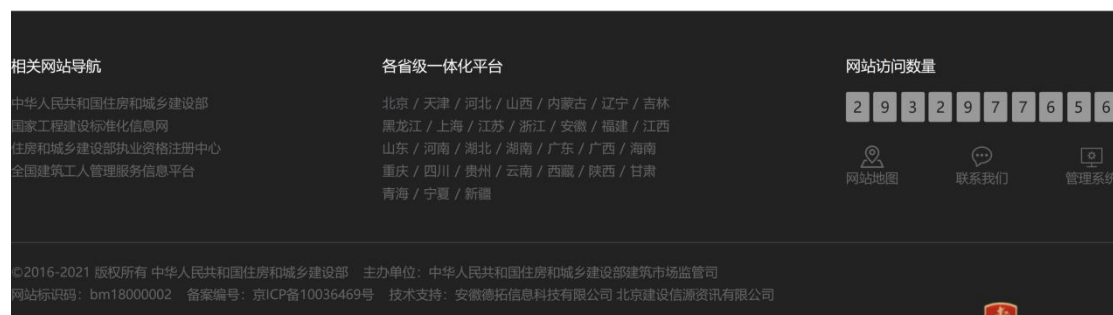 相关网站导航
中华人民共和国住房和城乡建设部
国家工程建设标准化信息网
住房和城乡建设部执业资格注册中心
全国建筑工人管理服务信息平台
各省级一体化平台
北京 / 天津 / 河北 / 山西 / 内蒙古 / 辽宁 / 吉林
黑龙江 / 上海 / 江苏 / 浙江 / 安徽 / 福建 / 江西
山东 / 河南 / 湖北 / 湖南 / 广东 / 广西 / 海南
重庆 / 四川 / 贵州 / 云南 / 西藏 / 陕西 / 甘肃
青海 / 宁夏 / 新疆
网站访问数量
2 9 3 2 9 7 7 6 5 6
网站地图 联系我们 管理系统
©2016-2021 版权所有 中华人民共和国住房和城乡建设部 主办单位：中华人民共和国住房和城乡建设部建筑市场监管司
网站标识码：bm18000002 备案编号：京ICP备10036469号 技术支持：安徽德拓信息科技有限公司 北京建设信源资讯有限公司